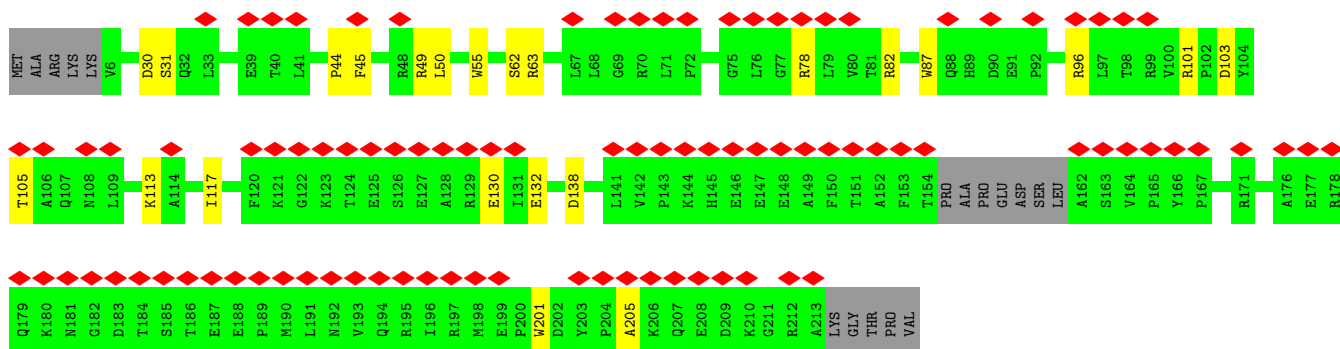 MET ALA ARG LYS LYS V6 D30 S31 Q32 L33 E39 T40 L41 P44 F45 R48 R49 L50 W55 S62 R63 L67 L68 G69 R70 L71 P72 G75 L76 G77 R78 L79 V80 T81 R82 W87 Q88 H89 D90 E91 P92 R96 L97 T98 R99 V100 R101 P102 D103 Y104
T105 A106 Q107 N108 L109 K113 A114 I117 F120 K121 G122 K123 T124 E125 S126 E127 A128 R129 E130 I131 E132 D138 L141 V142 P143 K144 H145 E146 E147 E148 A149 F150 T151 A152 F153 T154 PRO ALA PRO GLU ASP SER LEU A162 S163 V164 P165 Y166 P167 R171 A176 E177 R178
Q179 K180 N181 G182 D183 T184 S185 T186 E187 E188 P189 M190 L191 N192 V193 Q194 R195 I196 R197 M198 E199 P200 W201 D202 Y203 P204 A205 K206 Q207 E208 D209 K210 G211 R212 A213 LYS GLY THR PRO VAL